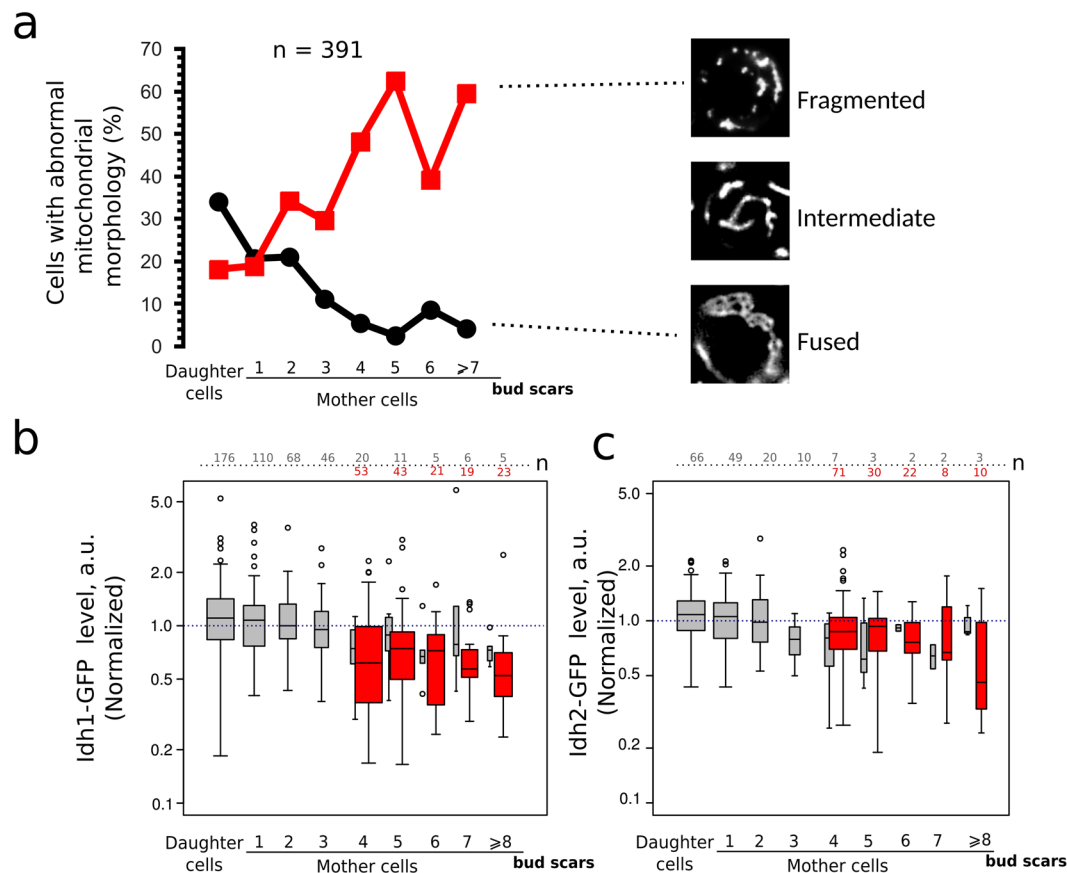 a
n = 391
Cells with abnormal
mitochondrial
morphology (%)
70
60
50
40
30
20
10
0
Daughter
cells
1 2 3 4 5 6 ⩾7
Mother cells
bud scars
Fragmented
Intermediate
Fused
b
176 110 68 46 20 11 5 6 5
53 43 21 19 23
n
Idh1-GFP level, a.u.
(Normalized)
5.0
2.0
1.0
0.5
0.2
0.1
Daughter
cells
1 2 3 4 5 6 7 ⩾8
Mother cells
bud scars
c
66 49 20 10 7 3 2 2 3
71 30 22 8 10
n
Idh2-GFP level, a.u.
(Normalized)
5.0
2.0
1.0
0.5
0.2
0.1
Daughter
cells
1 2 3 4 5 6 7 ⩾8
Mother cells
bud scars